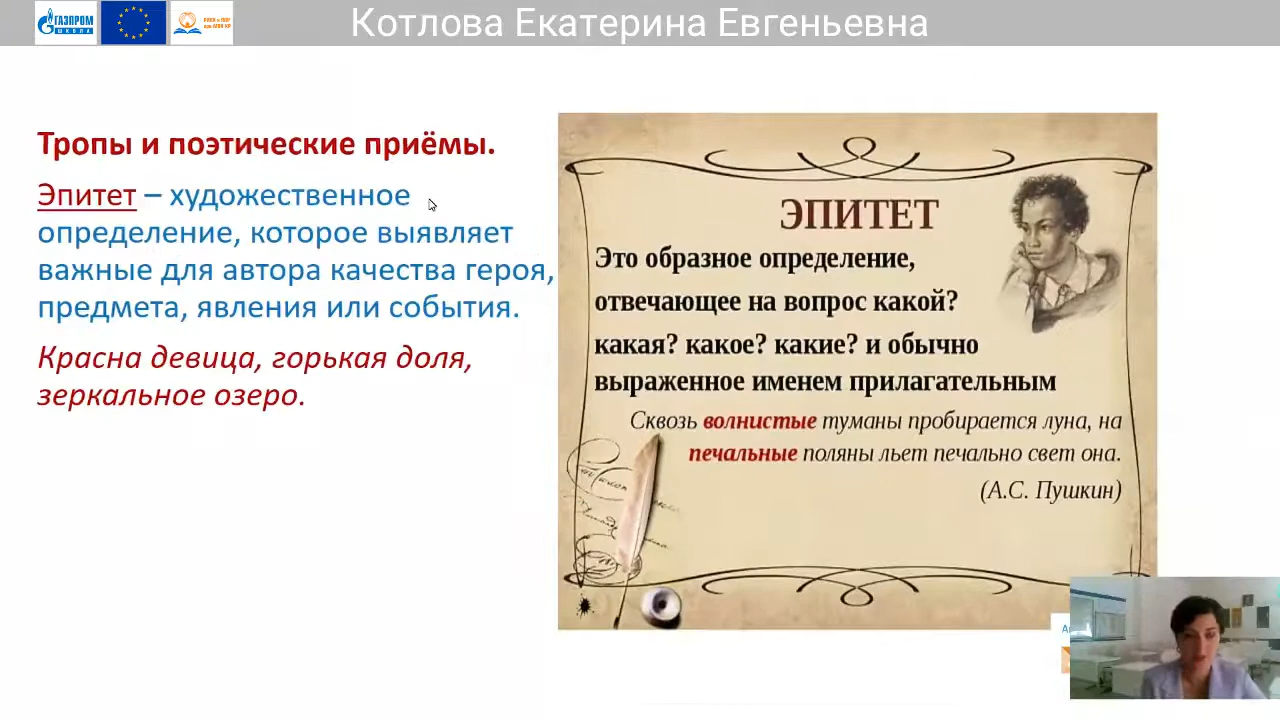 ГАЗПРОМ
ШКОЛА
Котлова Екатерина Евгеньевна
Тропы и поэтические приёмы.
Эпитет – художественное
определение, которое выявляет
важные для автора качества героя,
предмета, явления или события.
Красна девица, горькая доля,
зеркальное озеро.
ЭПИТЕТ
Это образное определение,
отвечающее на вопрос какой?
какая? какое? какие? и обычно
выраженное именем прилагательным
Сквозь волнистые туманы пробирается луна, на
печальные поляны льет печально свет она.
(А.С. Пушкин)